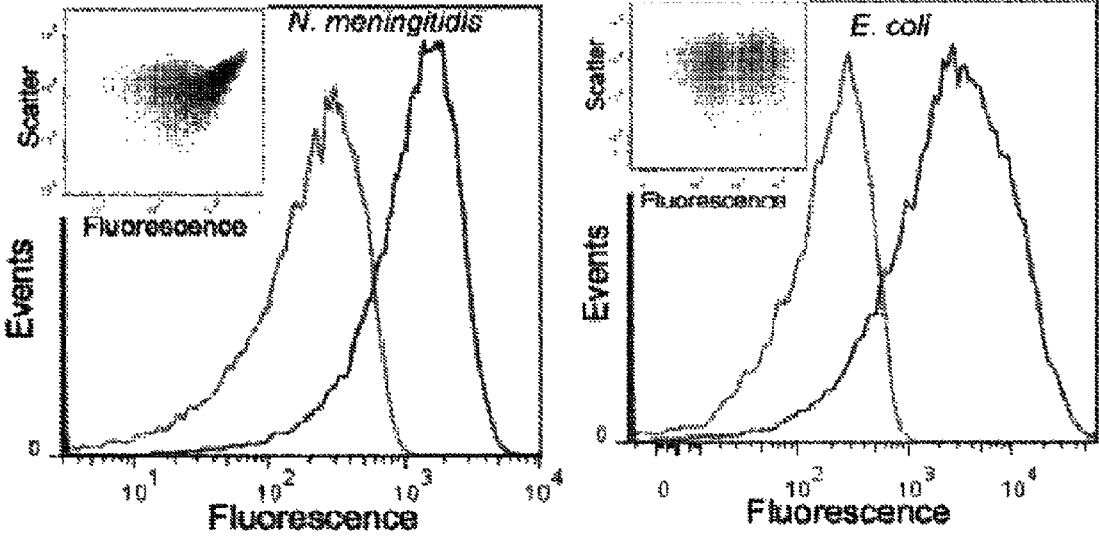 N. meningitidis
Scatter
Fluorescence
Events
0
10¹ 10² 10³ 10⁴
Fluorescence
E. coli
Scatter
Fluorescence
Events
0
0 10² 10³ 10⁴
Fluorescence